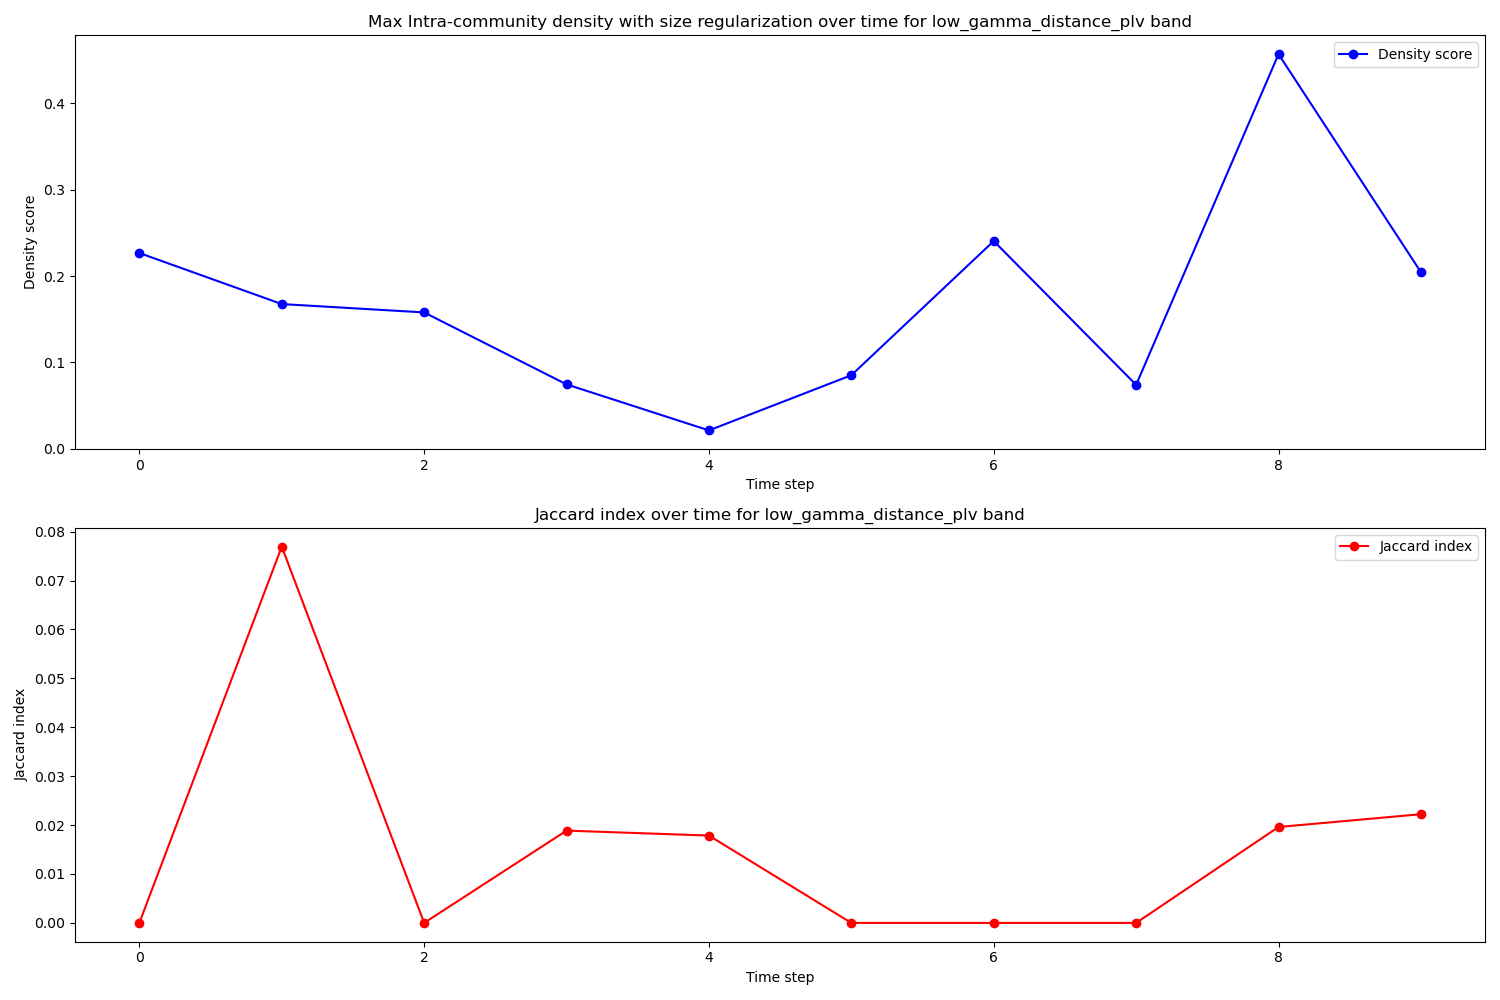 Max Intra-community density with size regularization over time for low_gamma_distance_plv band
Density score
0.4
0.3
Density score
0.2
0.1
0.0
0 2 4 6 8
Time step
Jaccard index over time for low_gamma_distance_plv band
0.08
Jaccard index
0.07
0.06
0.05
0.04
Jaccard index
0.03
0.02
0.01
0.00
0 2 4 6 8
Time step